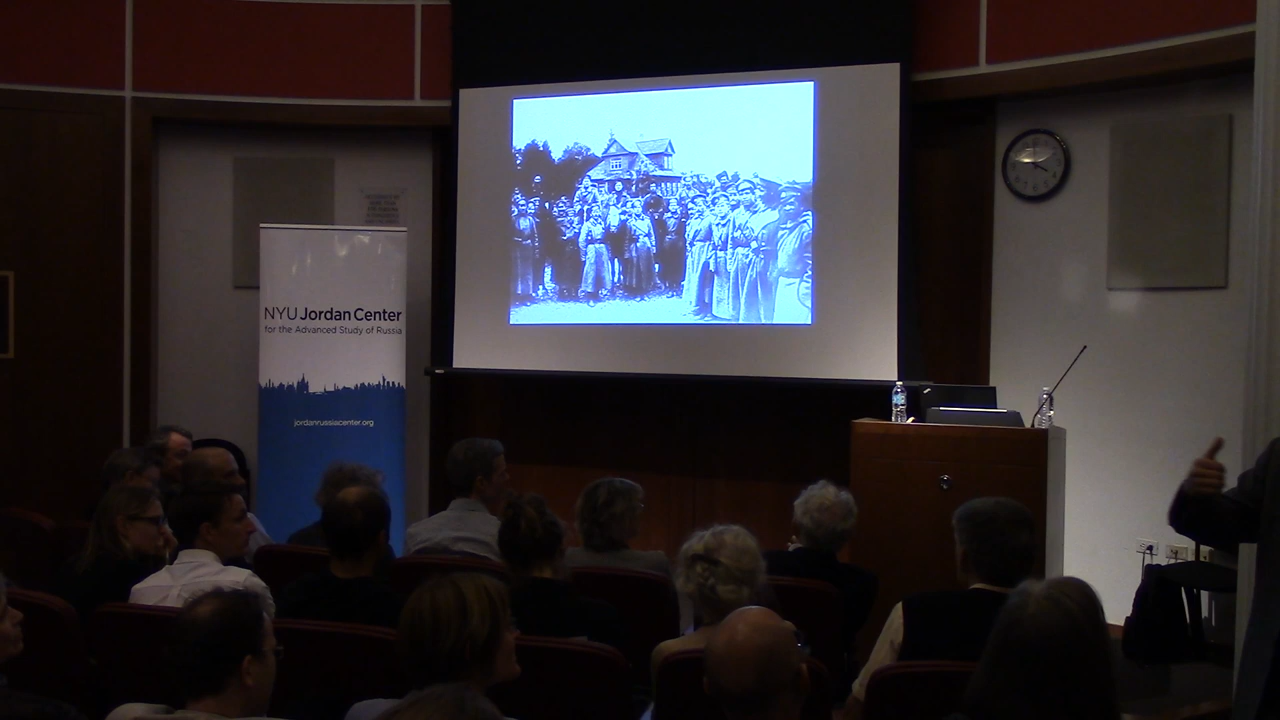 NYU Jordan Center
for the Advanced Study of Russia
jordanrussiacenter.org